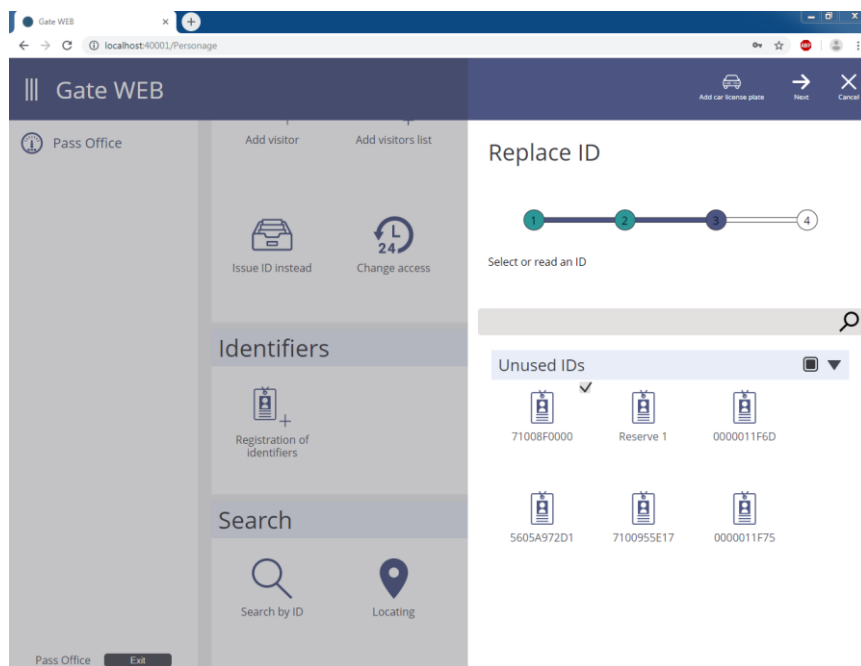 Gate WEB
localhost:40001/Personage
ABP
Gate WEB
Add car license plate
Next
Cancel
Pass Office
Add visitor
Add visitors list
Issue ID instead
24
Change access
Identifiers
Registration of
identifiers
Search
Search by ID
Locating
Pass Office
Exit
Replace ID
1
2
3
4
Select or read an ID
Unused IDs
71008F0000
Reserve 1
0000011F6D
5605A972D1
7100955E17
0000011F75